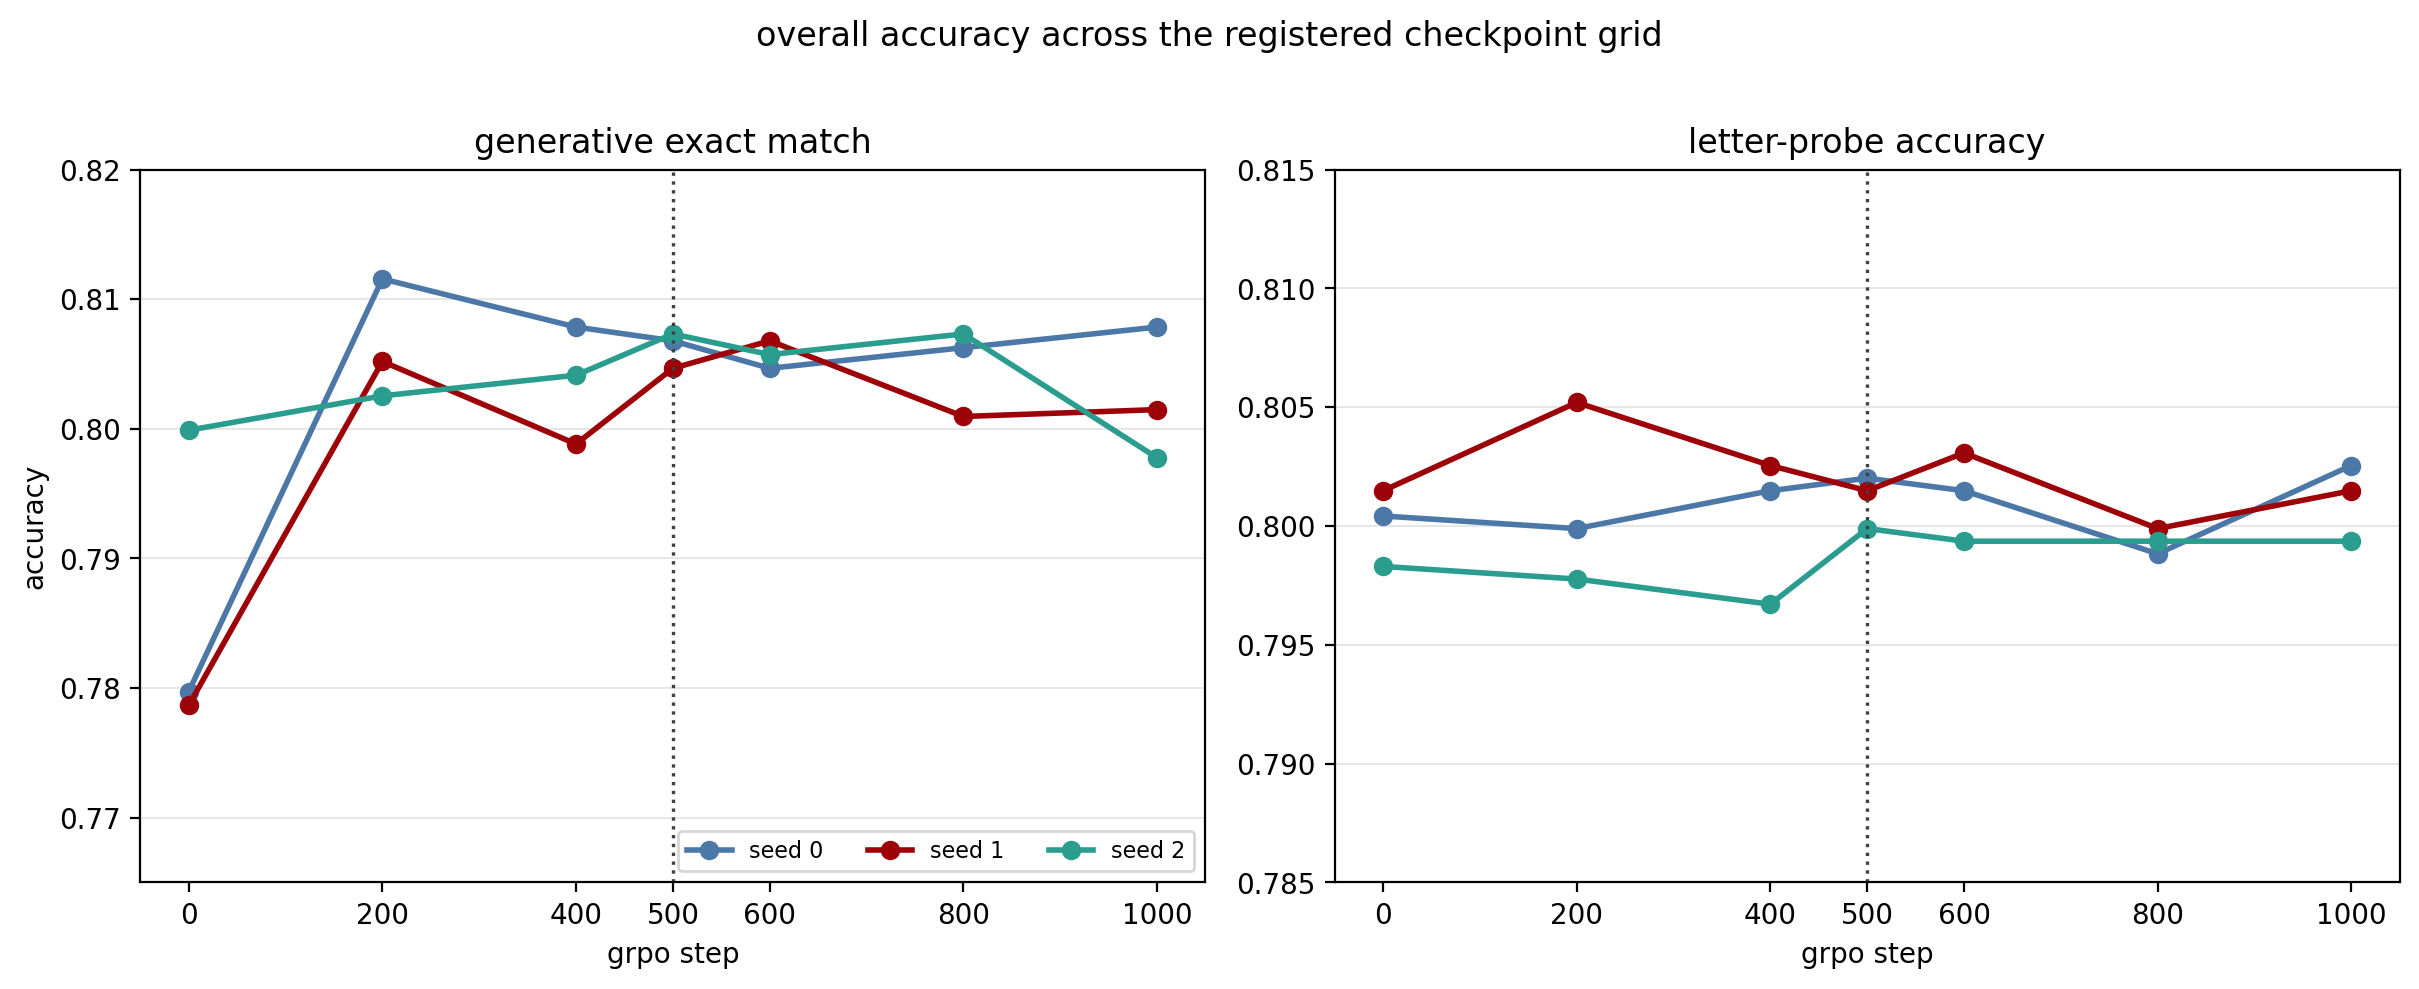 overall accuracy across the registered checkpoint grid
generative exact match
0.82
0.81
0.80
0.79
0.78
0.77
accuracy
seed 0 seed 1 seed 2
0 200 400 500 600 800 1000
grpo step
letter-probe accuracy
0.815
0.810
0.805
0.800
0.795
0.790
0.785
0 200 400 500 600 800 1000
grpo step